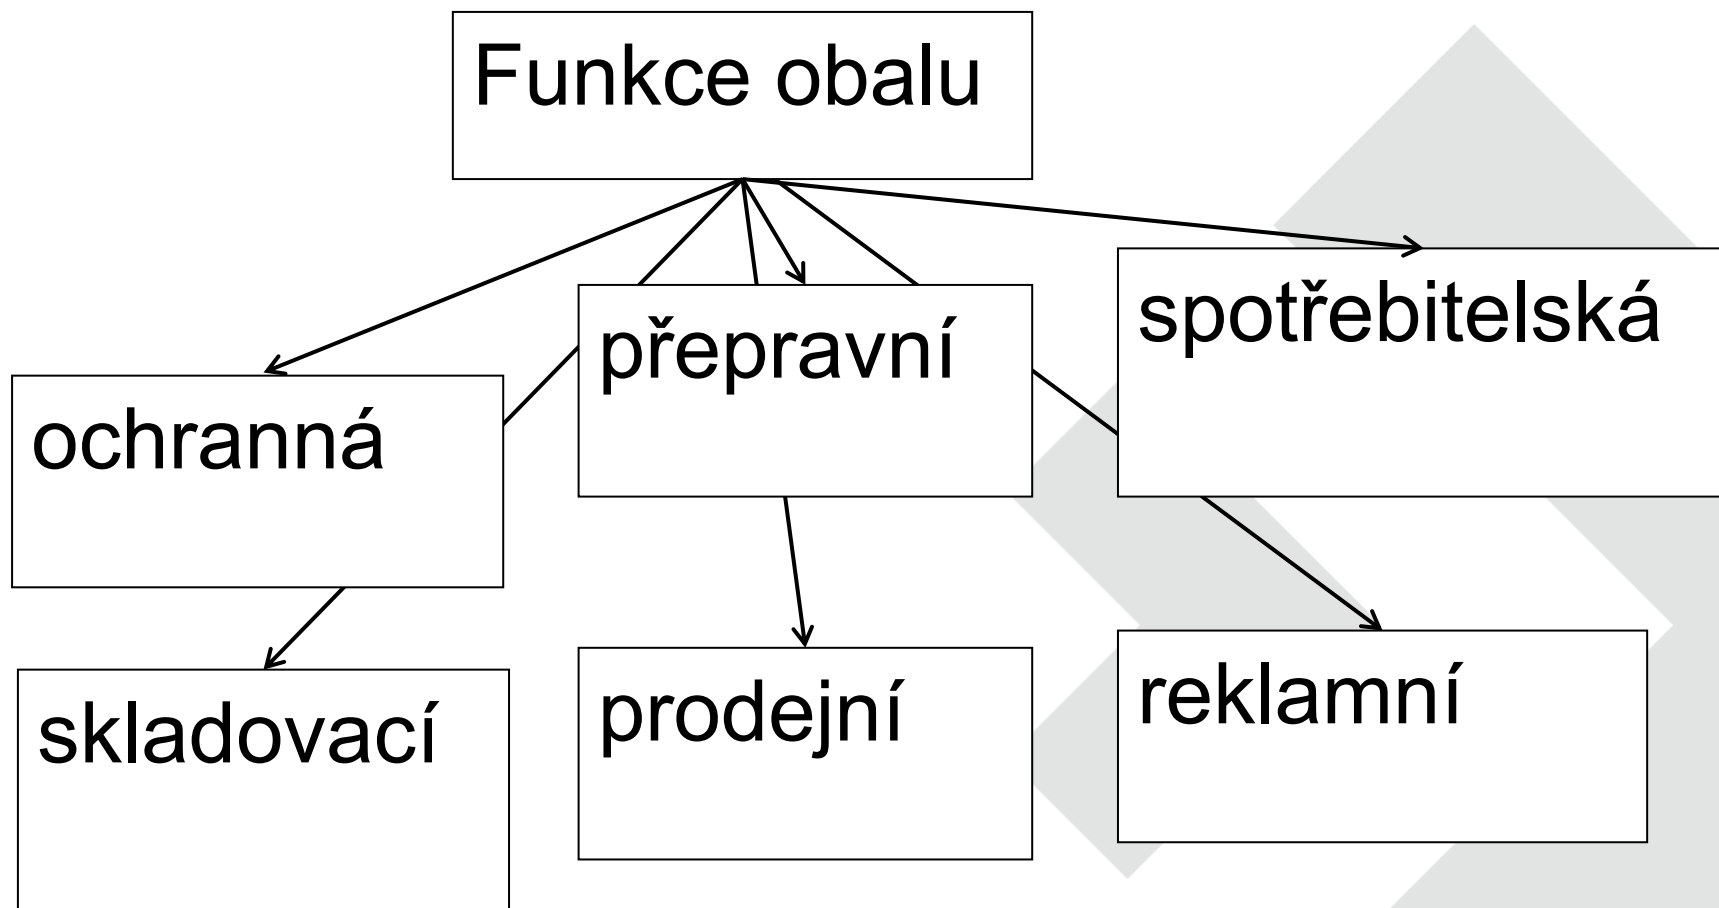 Funkce obalu
ochranná
přepravní
spotřebitelská
skladovací
prodejní
reklamní